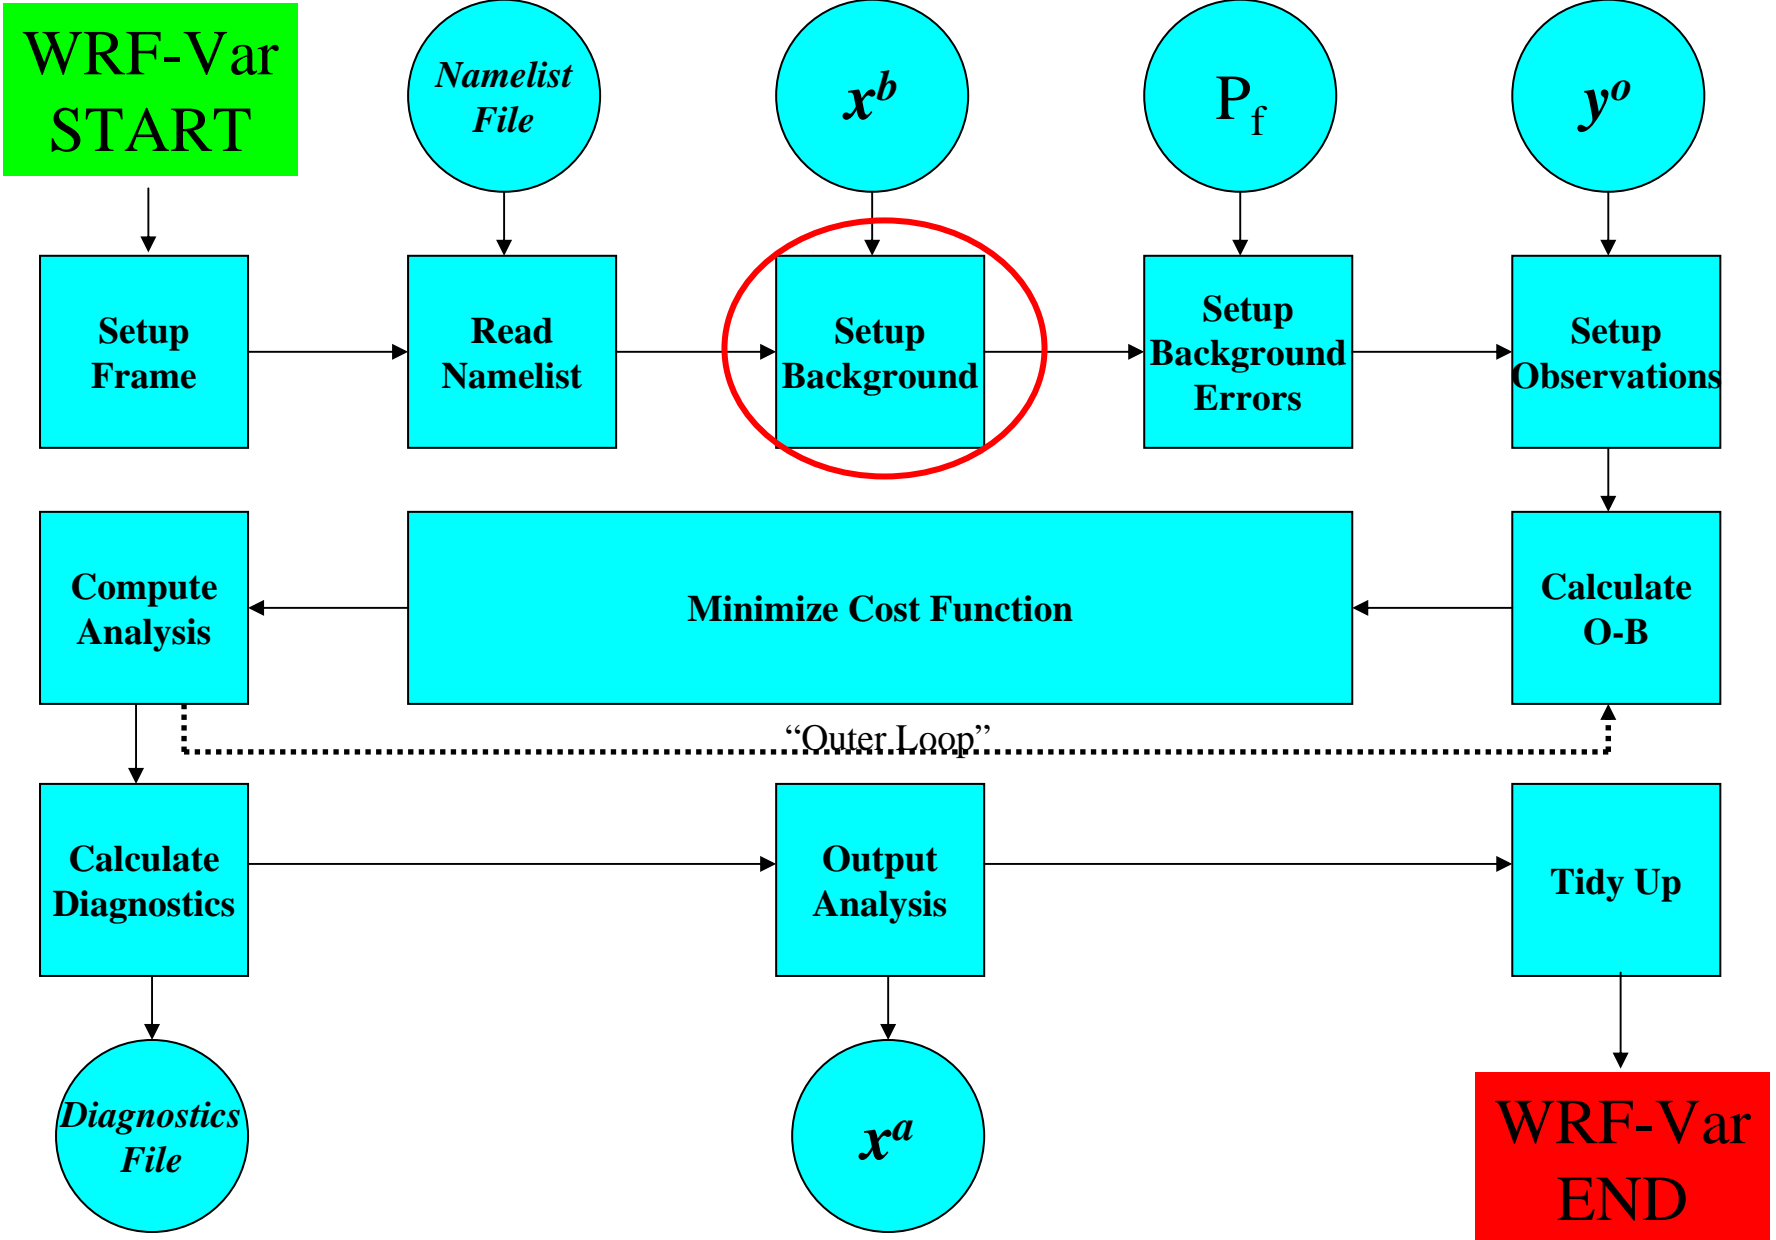 WRF-Var
START
Namelist
File
x^b
P_f
y^o
Setup
Frame
Read
Namelist
Setup
Background
Setup
Background
Errors
Setup
Observations
Compute
Analysis
Minimize Cost Function
Calculate
O-B
“Outer Loop”
Calculate
Diagnostics
Output
Analysis
Tidy Up
Diagnostics
File
x^a
WRF-Var
END